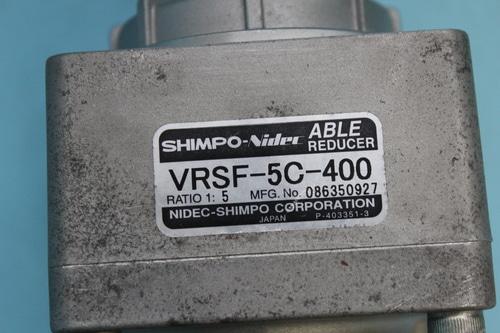 SHIMPO-Nidec ABLE REDUCER
VRSF-5C-400
RATIO 1: 5 MFG. No. 086350927
NIDEC-SHIMPO CORPORATION
JAPAN P-403351-3